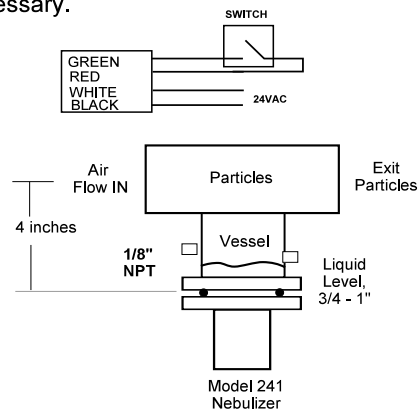 cessary.
SWITCH
GREEN
RED
WHITE
BLACK
24VAC
Air
Flow IN
Particles
Exit
Particles
4 inches
1/8"
NPT
Vessel
Liquid
Level,
3/4 - 1"
Model 241
Nebulizer